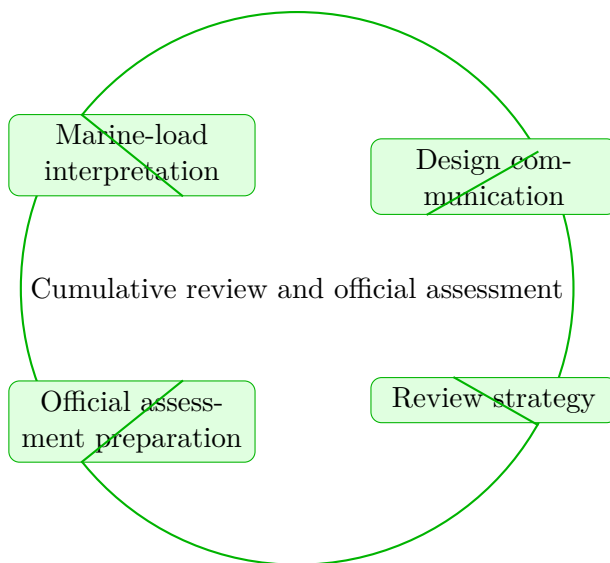 Marine-load
interpretation
Design com-
munication
Cumulative review and official assessment
Official assess-
ment preparation
Review strategy